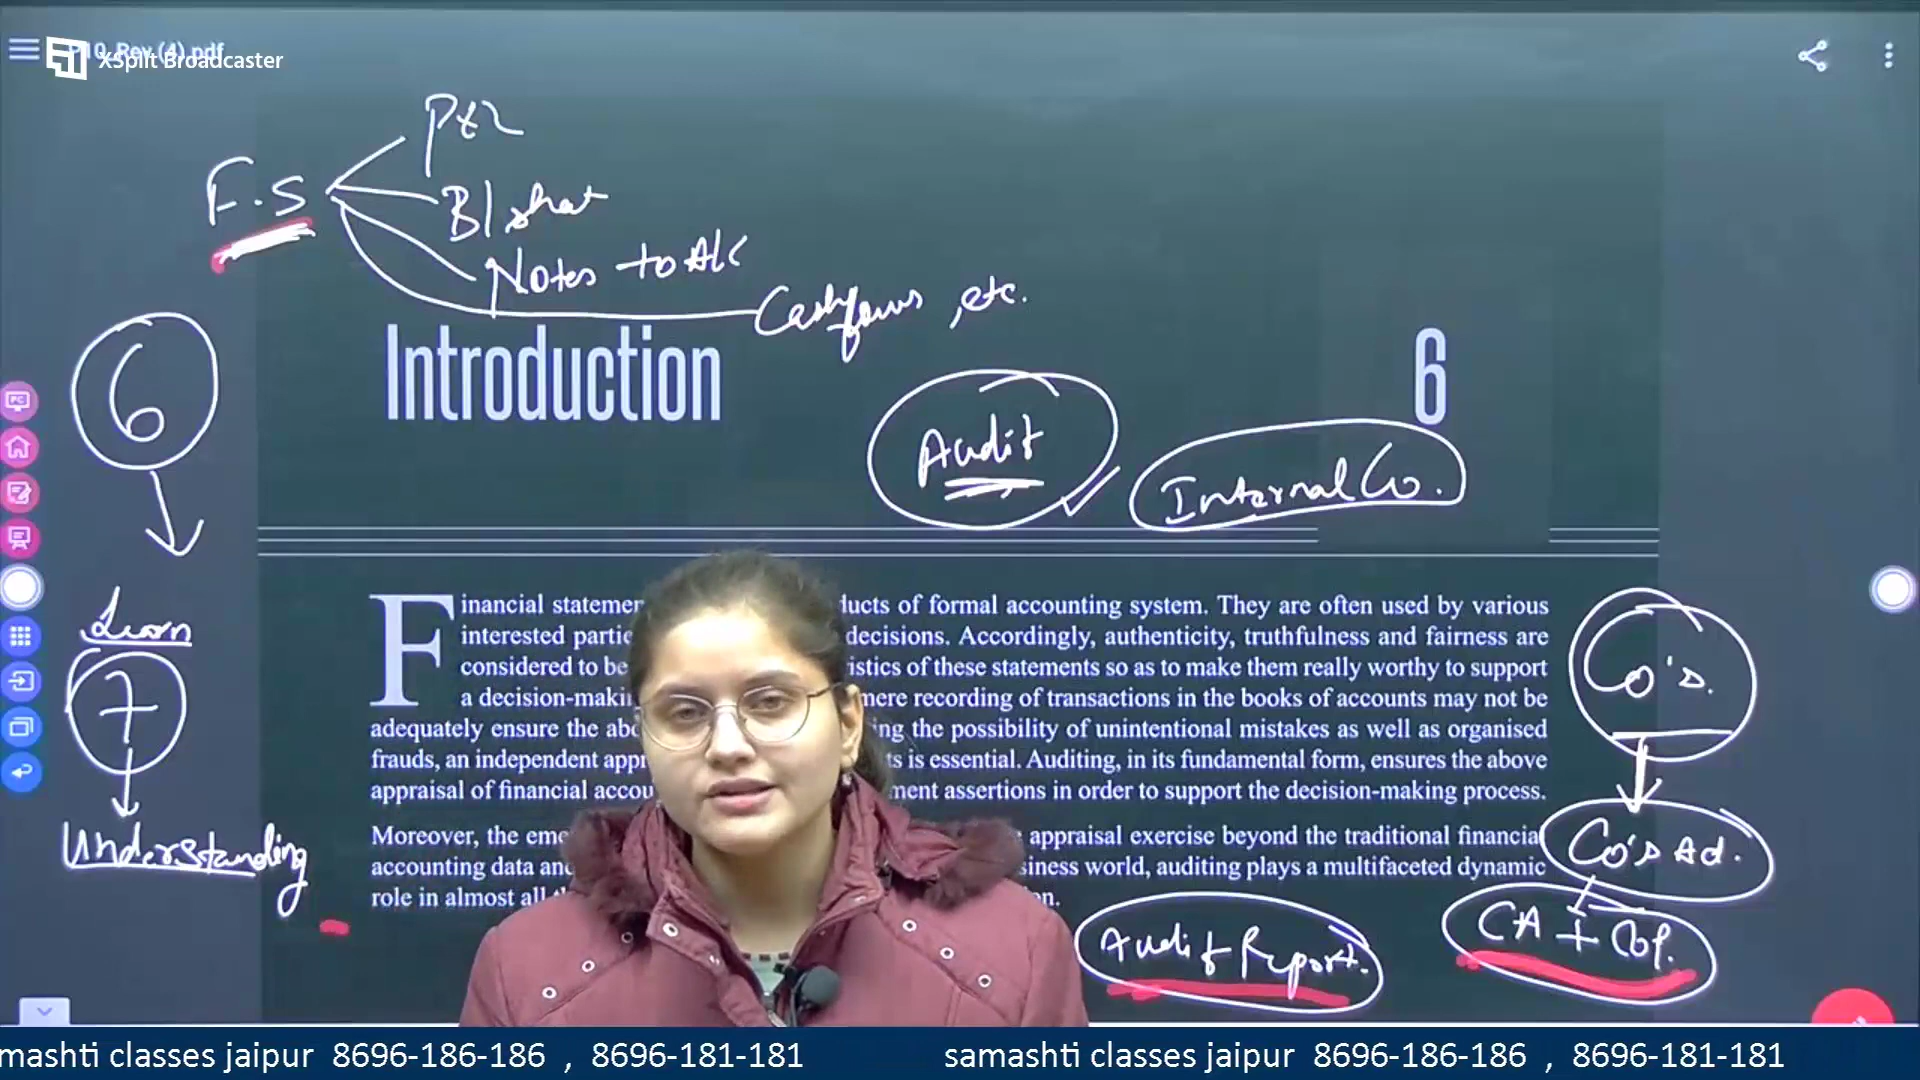 P10_Rev (4).pdf
XSplit Broadcaster
P&L
F.S
B/shet
Notes to A/c
Cashflows, etc.
6
Introduction
6
Audit
Internal Co.
Learn
7
Understanding
Financial statemen ducts of formal accounting system. They are often used by various
interested partie decisions. Accordingly, authenticity, truthfulness and fairness are
considered to be istics of these statements so as to make them really worthy to support
a decision-makin mere recording of transactions in the books of accounts may not be
adequately ensure the abo ing the possibility of unintentional mistakes as well as organised
frauds, an independent appr ts is essential. Auditing, in its fundamental form, ensures the above
appraisal of financial accou ment assertions in order to support the decision-making process.
Moreover, the eme appraisal exercise beyond the traditional financial
accounting data and siness world, auditing plays a multifaceted dynamic
role in almost all on.
Co's.
Co's Ad.
CA + Cop.
Audit Report.
mashti classes jaipur 8696-186-186 , 8696-181-181 samashti classes jaipur 8696-186-186 , 8696-181-181